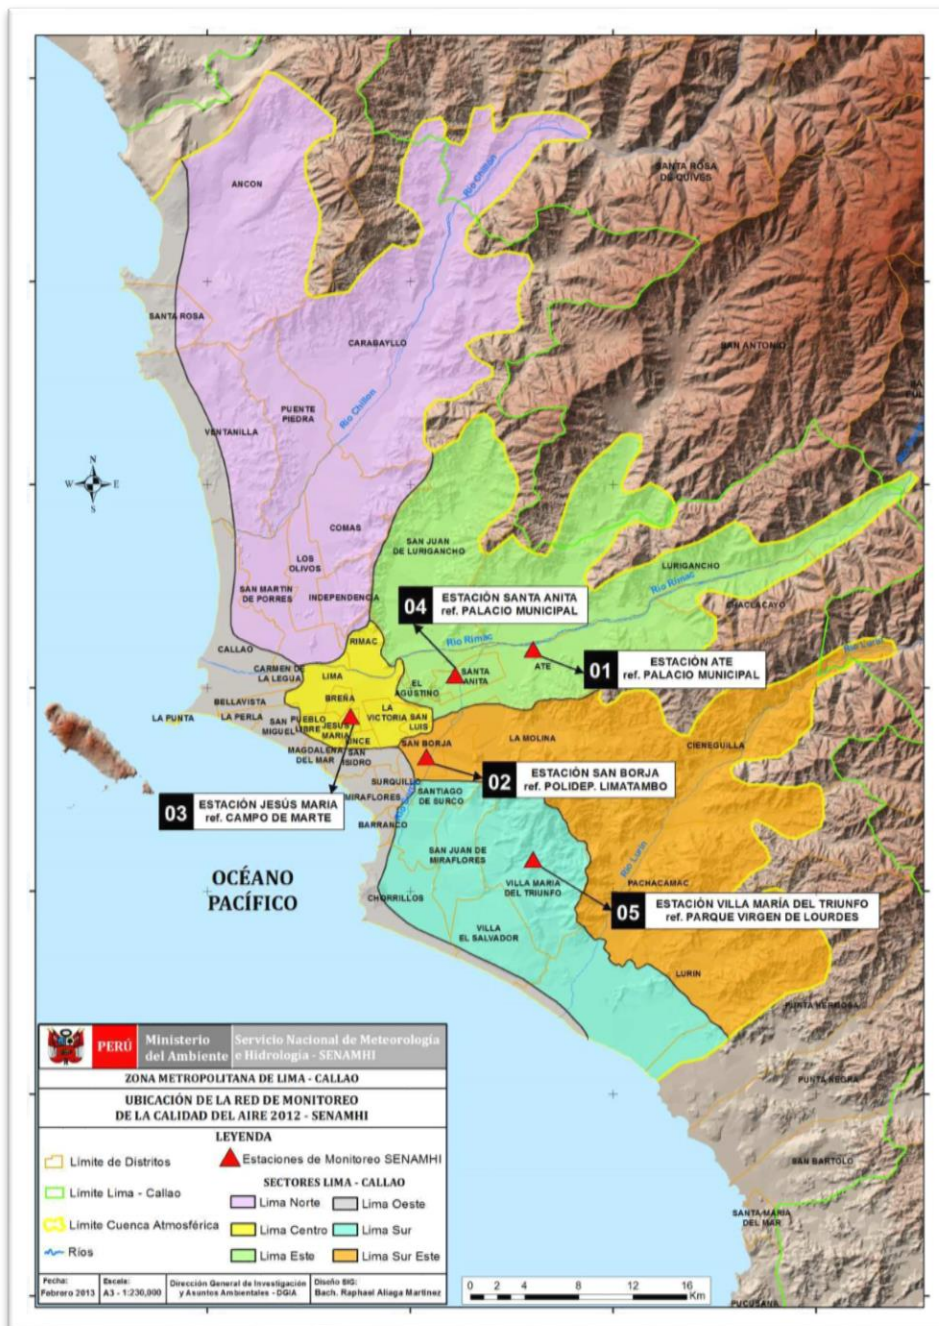 ANCON
Río Chillón
SANTA ROSA
DE QUIVES
SANTA ROSA
CARABAYLLO
SAN ANTONIO
PUENTE
PIEDRA
Río Chillon
VENTANILLA
N
W
E
S
COMAS
SAN JUAN
DE LURIGANCHO
LOS
OLIVOS
LURIGANCHO
SAN MARTIN
DE PORRES
INDEPENDENCIA
Río Rimac
CHACLACAYO
04
ESTACIÓN SANTA ANITA
ref. PALACIO MUNICIPAL
RIMAC
Río Rimac
CALLAO
CARMEN DE
LA LEGUA
LIMA
SANTA
ANITA
ATE
01
ESTACIÓN ATE
ref. PALACIO MUNICIPAL
EL
AGUSTINO
BREÑA
BELLAVISTA
LA
VICTORIA
LA PUNTA
LA PERLA
SAN
MIGUEL
PUEBLO
LIBRE
JESUS
MARIA
SAN
LUIS
LINCE
MAGDALENA
DEL MAR
SAN
ISIDRO
SAN BORJA
LA MOLINA
CIENEGUILLA
SURQUILLO
02
ESTACIÓN SAN BORJA
ref. POLIDEP. LIMATAMBO
MIRAFLORES
SANTIAGO
DE SURCO
03
ESTACIÓN JESÚS MARIA
ref. CAMPO DE MARTE
BARRANCO
SAN JUAN DE
MIRAFLORES
Río Lurín
OCÉANO
PACÍFICO
VILLA MARIA
DEL TRIUNFO
PACHACAMAC
CHORRILLOS
05
ESTACIÓN VILLA MARÍA DEL TRIUNFO
ref. PARQUE VIRGEN DE LOURDES
VILLA
EL SALVADOR
LURIN
PUNTA HERMOSA
PUNTA NEGRA
SAN BARTOLO
SANTA MARIA
DEL MAR
PUCUSANA
PERÚ
Ministerio
del Ambiente
Servicio Nacional de Meteorología
e Hidrología - SENAMHI
ZONA METROPOLITANA DE LIMA - CALLAO
UBICACIÓN DE LA RED DE MONITOREO
DE LA CALIDAD DEL AIRE 2012 - SENAMHI
LEYENDA
Límite de Distritos
Estaciones de Monitoreo SENAMHI
Límite Lima - Callao
SECTORES LIMA - CALLAO
Límite Cuenca Atmosférica
Ríos
Lima Norte
Lima Oeste
Lima Centro
Lima Sur
Lima Este
Lima Sur Este
Fecha:
Febrero 2013
Escala:
A3 - 1:230,000
Dirección General de Investigación
y Asuntos Ambientales - DGIA
Diseño SIG:
Bach. Raphael Aliaga Martinez
0 2 4 8 12 16
Km